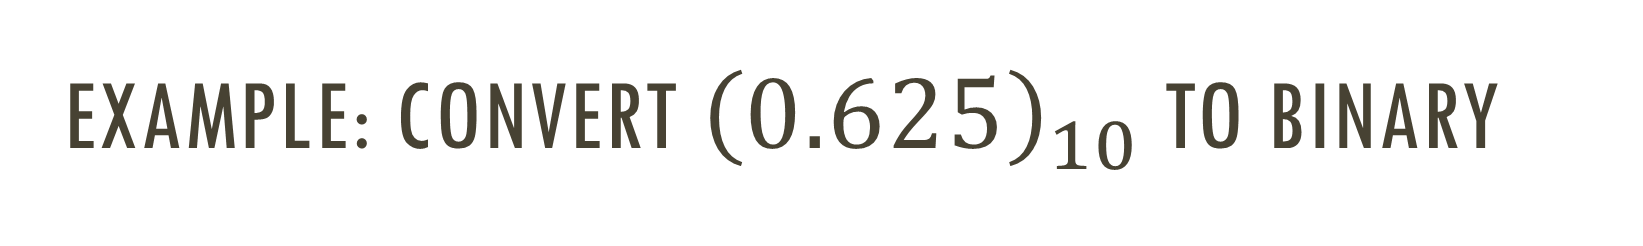 EXAMPLE: CONVERT (0.625)₁₀ TO BINARY